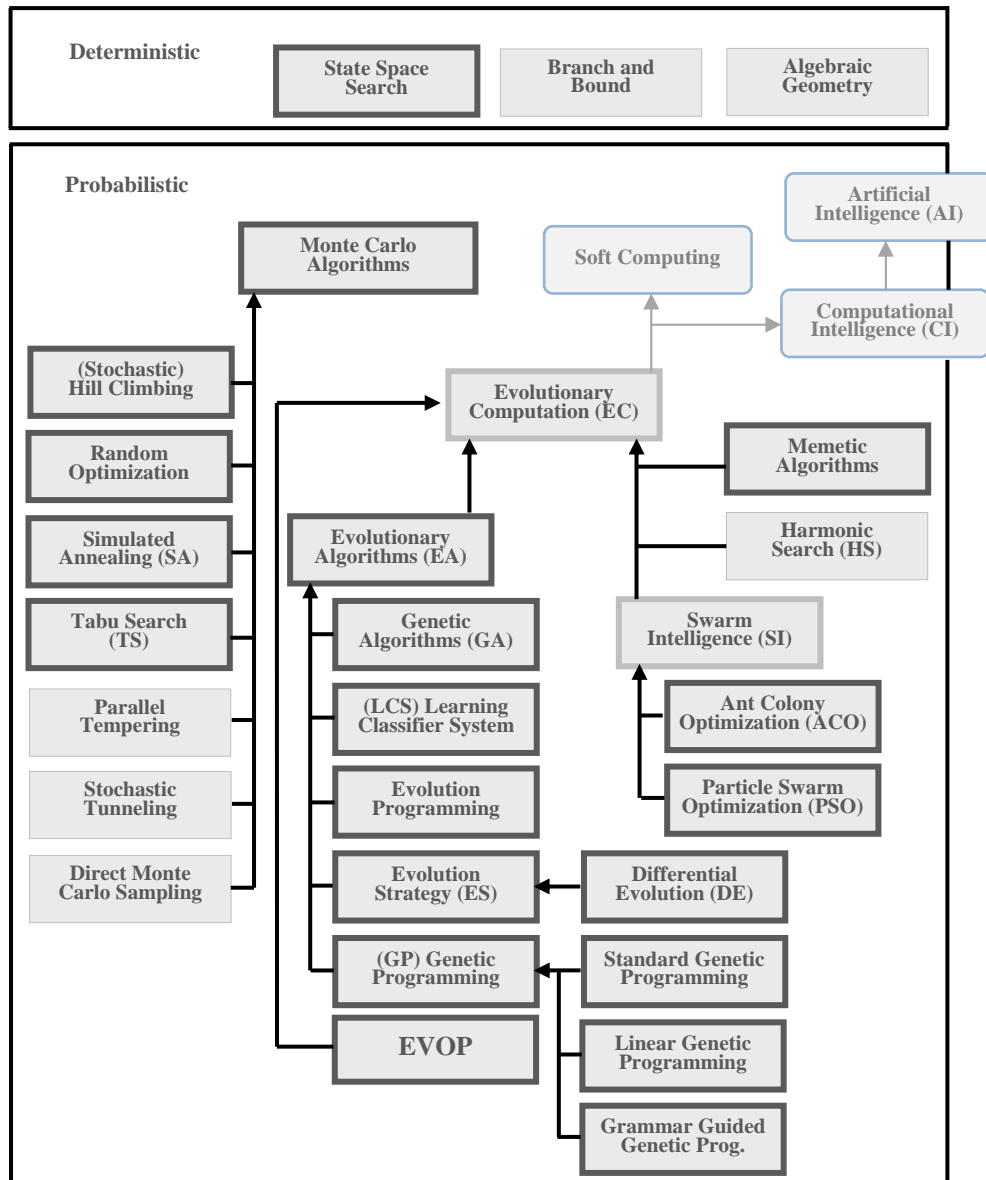 Deterministic
State Space
Search
Branch and
Bound
Algebraic
Geometry
Probabilistic
Artificial
Intelligence (AI)
Monte Carlo
Algorithms
Soft Computing
Computational
Intelligence (CI)
(Stochastic)
Hill Climbing
Evolutionary
Computation (EC)
Random
Optimization
Memetic
Algorithms
Simulated
Annealing (SA)
Evolutionary
Algorithms (EA)
Harmonic
Search (HS)
Tabu Search
(TS)
Genetic
Algorithms (GA)
Swarm
Intelligence (SI)
Parallel
Tempering
(LCS) Learning
Classifier System
Ant Colony
Optimization (ACO)
Stochastic
Tunneling
Evolution
Programming
Particle Swarm
Optimization (PSO)
Direct Monte
Carlo Sampling
Evolution
Strategy (ES)
Differential
Evolution (DE)
(GP) Genetic
Programming
Standard Genetic
Programming
EVOP
Linear Genetic
Programming
Grammar Guided
Genetic Prog.